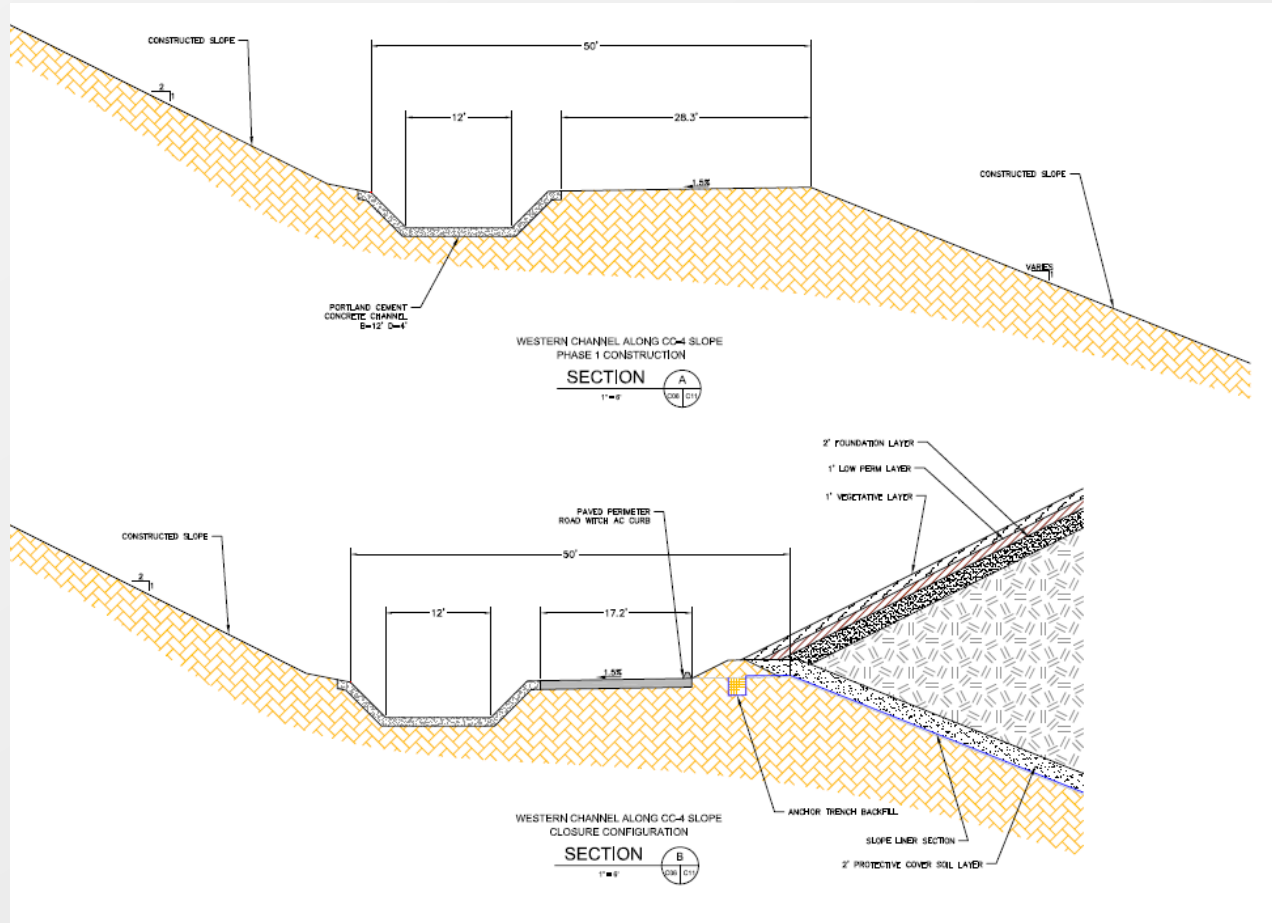 CONSTRUCTED SLOPE
50'
2
1
12'
28.3'
1.5%
CONSTRUCTED SLOPE
VARIES
1
PORTLAND CEMENT
CONCRETE CHANNEL
B=12' D=4'
WESTERN CHANNEL ALONG CC-4 SLOPE
PHASE 1 CONSTRUCTION
SECTION
A
1"=6'
C11
2' FOUNDATION LAYER
1' LOW PERM LAYER
1' VEGETATIVE LAYER
PAVED PERIMETER
ROAD WITCH AC CURB
CONSTRUCTED SLOPE
50'
2
1
12'
17.2'
1.5%
ANCHOR TRENCH BACKFILL
SLOPE LINER SECTION
2' PROTECTIVE COVER SOIL LAYER
WESTERN CHANNEL ALONG CC-4 SLOPE
CLOSURE CONFIGURATION
SECTION
B
1"=6'
C11